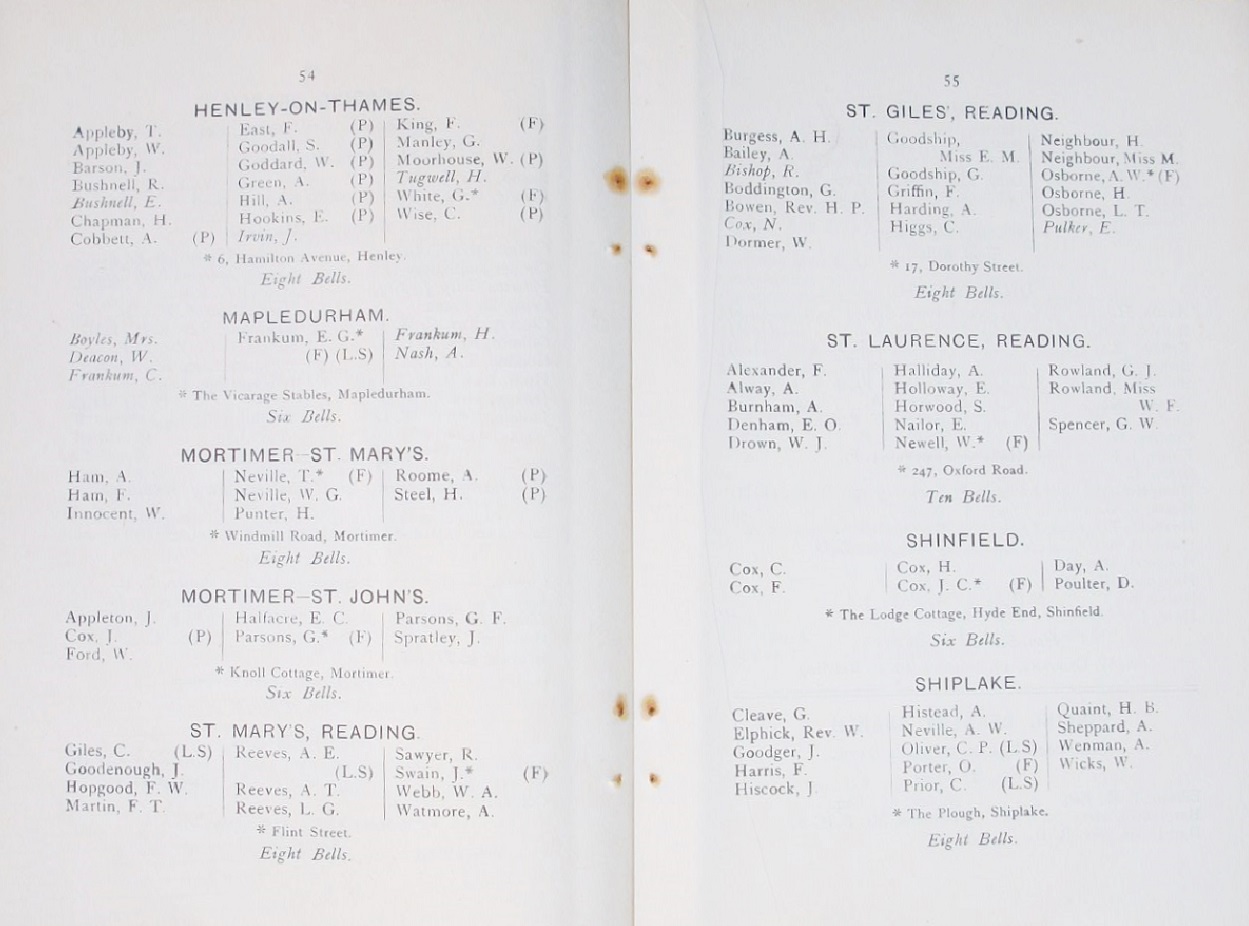 54
HENLEY-ON-THAMES.
Appleby, T.
Appleby, W.
Barson, J.
Bushnell, R.
Bushnell, E.
Chapman, H.
Cobbett, A. (P)
East, F. (P)
Goodall, S. (P)
Goddard, W. (P)
Green, A. (P)
Hill, A. (P)
Hookins, E. (P)
Irvin, J.
King, F. (F)
Manley, G.
Moorhouse, W. (P)
Tugwell, H.
White, G.* (F)
Wise, C. (P)
* 6, Hamilton Avenue, Henley.
Eight Bells.
MAPLEDURHAM.
Boyles, Mrs.
Deacon, W.
Frankum, C.
Frankum, E. G.*
(F) (L.S)
Frankum, H.
Nash, A.
* The Vicarage Stables, Mapledurham.
Six Bells.
MORTIMER—ST. MARY'S.
Ham, A.
Ham, F.
Innocent, W.
Neville, T.* (F)
Neville, W. G.
Punter, H.
Roome, A. (P)
Steel, H. (P)
* Windmill Road, Mortimer.
Eight Bells.
MORTIMER—ST. JOHN'S.
Appleton, J.
Cox, J. (P)
Ford, W.
Halfacre, E. C.
Parsons, G.* (F)
Parsons, G. F.
Spratley, J.
* Knoll Cottage, Mortimer.
Six Bells.
ST. MARY'S, READING.
Giles, C. (L.S)
Goodenough, J.
Hopgood, F. W.
Martin, F. T.
Reeves, A. E.
(L.S)
Reeves, A. T.
Reeves, L. G.
Sawyer, R.
Swain, J.* (F)
Webb, W. A.
Watmore, A.
* Flint Street.
Eight Bells.
55
ST. GILES', READING.
Burgess, A. H.
Bailey, A.
Bishop, R.
Boddington, G.
Bowen, Rev. H. P.
Cox, N.
Dormer, W.
Goodship,
Miss E. M.
Goodship, G.
Griffin, F.
Harding, A.
Higgs, C.
Neighbour, H.
Neighbour, Miss M.
Osborne, A. W.* (F)
Osborne, H.
Osborne, L. T.
Pulker, E.
* 17, Dorothy Street.
Eight Bells.
ST. LAURENCE, READING.
Alexander, F.
Alway, A.
Burnham, A.
Denham, E. O.
Drown, W. J.
Halliday, A.
Holloway, E.
Horwood, S.
Nailor, E.
Newell, W.* (F)
Rowland, G. J.
Rowland, Miss
W. F.
Spencer, G. W.
* 247, Oxford Road.
Ten Bells.
SHINFIELD.
Cox, C.
Cox, F.
Cox, H.
Cox, J. C.* (F)
Day, A.
Poulter, D.
* The Lodge Cottage, Hyde End, Shinfield.
Six Bells.
SHIPLAKE.
Cleave, G.
Elphick, Rev. W.
Goodger, J.
Harris, F.
Hiscock, J.
Histead, A.
Neville, A. W.
Oliver, C. P. (L.S)
Porter, O. (F)
Prior, C. (L.S)
Quaint, H. B.
Sheppard, A.
Wenman, A.
Wicks, W.
* The Plough, Shiplake.
Eight Bells.